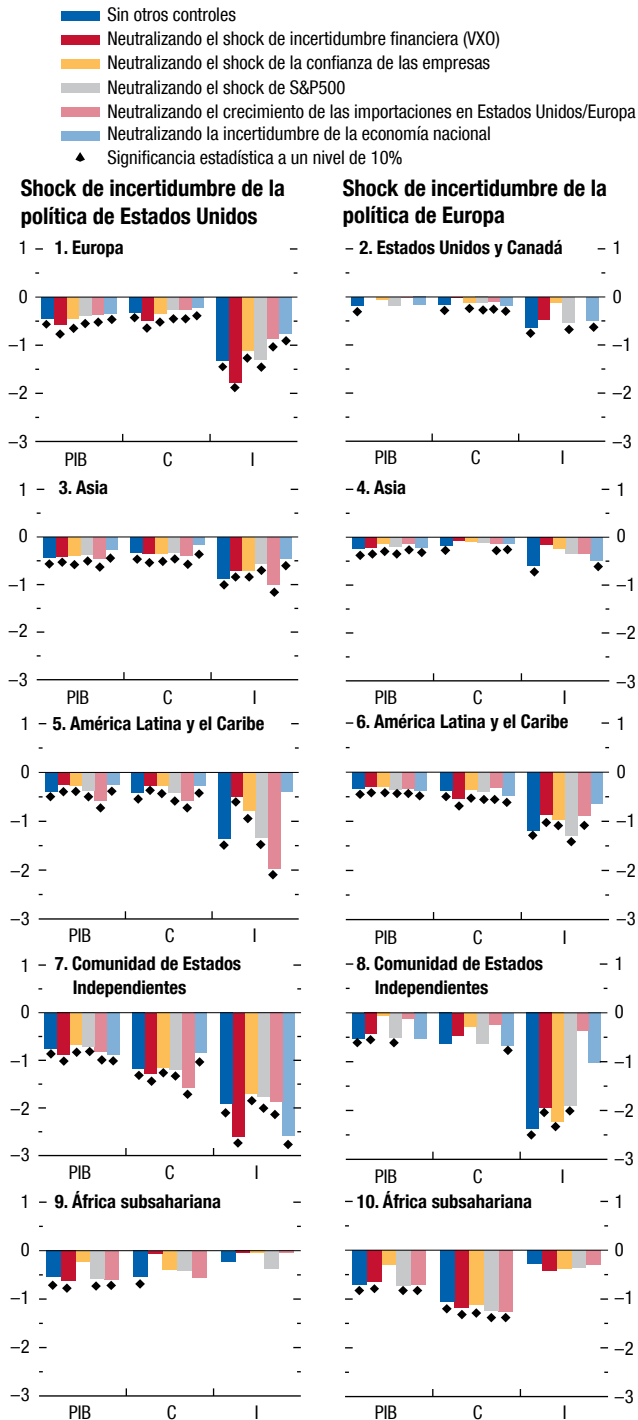 Sin otros controles
Neutralizando el shock de incertidumbre financiera (VXO)
Neutralizando el shock de la confianza de las empresas
Neutralizando el shock de S&P500
Neutralizando el crecimiento de las importaciones en Estados Unidos/Europa
Neutralizando la incertidumbre de la economía nacional
Significancia estadística a un nivel de 10%
Shock de incertidumbre de la
política de Estados Unidos
Shock de incertidumbre de la
política de Europa
1. Europa
1
0
–1
–2
–3
PIB C I
2. Estados Unidos y Canadá
1
0
–1
–2
–3
PIB C I
3. Asia
1
0
–1
–2
–3
PIB C I
4. Asia
1
0
–1
–2
–3
PIB C I
5. América Latina y el Caribe
1
0
–1
–2
–3
PIB C I
6. América Latina y el Caribe
1
0
–1
–2
–3
PIB C I
7. Comunidad de Estados
Independientes
1
0
–1
–2
–3
PIB C I
8. Comunidad de Estados
Independientes
1
0
–1
–2
–3
PIB C I
9. África subsahariana
1
0
–1
–2
–3
PIB C I
10. África subsahariana
1
0
–1
–2
–3
PIB C I